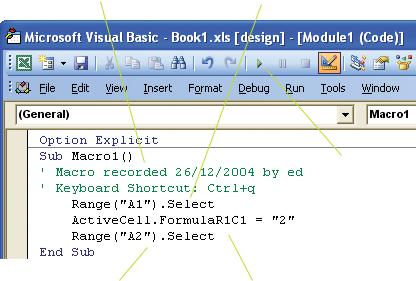 Microsoft Visual Basic - Book1.xls [design] - [Module1 (Code)]
File Edit View Insert Format Debug Run Tools Window
(General) Macro1
Option Explicit
Sub Macro1()
' Macro recorded 26/12/2004 by ed
' Keyboard Shortcut: Ctrl+q
Range("A1").Select
ActiveCell.FormulaR1C1 = "2"
Range("A2").Select
End Sub